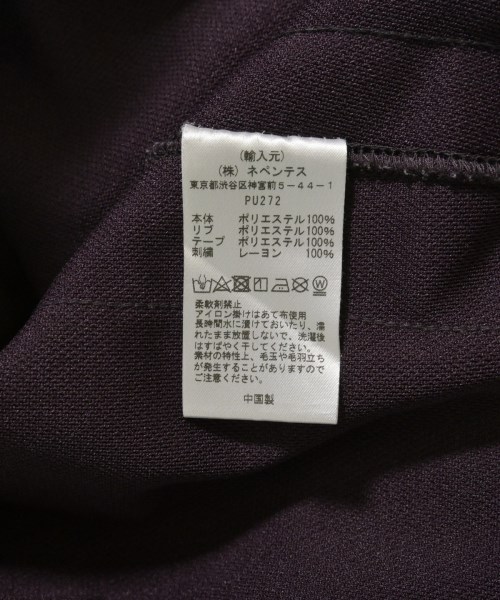 (輸入元)
(株) ネペンテス
東京都渋谷区神宮前5-44-1
PU272
本体 ポリエステル100%
リブ ポリエステル100%
テープ ポリエステル100%
刺繍 レーヨン 100%
柔軟剤禁止
アイロン掛けはあて布使用
長時間水に漬けておいたり、濡
れたまま放置しないで、洗濯後
はすばやく干してください。
素材の特性上、毛玉や毛羽立ち
が発生することがありますので
ご注意ください。
中国製